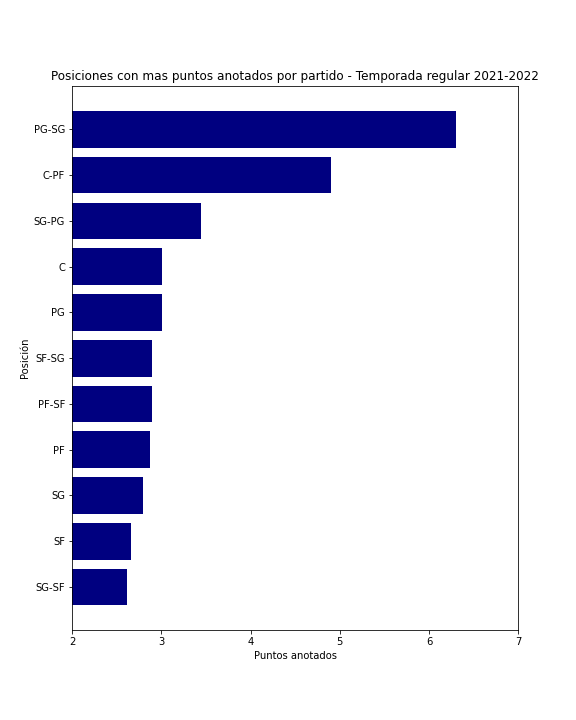 Posiciones con mas puntos anotados por partido - Temporada regular 2021-2022
Posición
PG-SG
C-PF
SG-PG
C
PG
SF-SG
PF-SF
PF
SG
SF
SG-SF
2 3 4 5 6 7
Puntos anotados